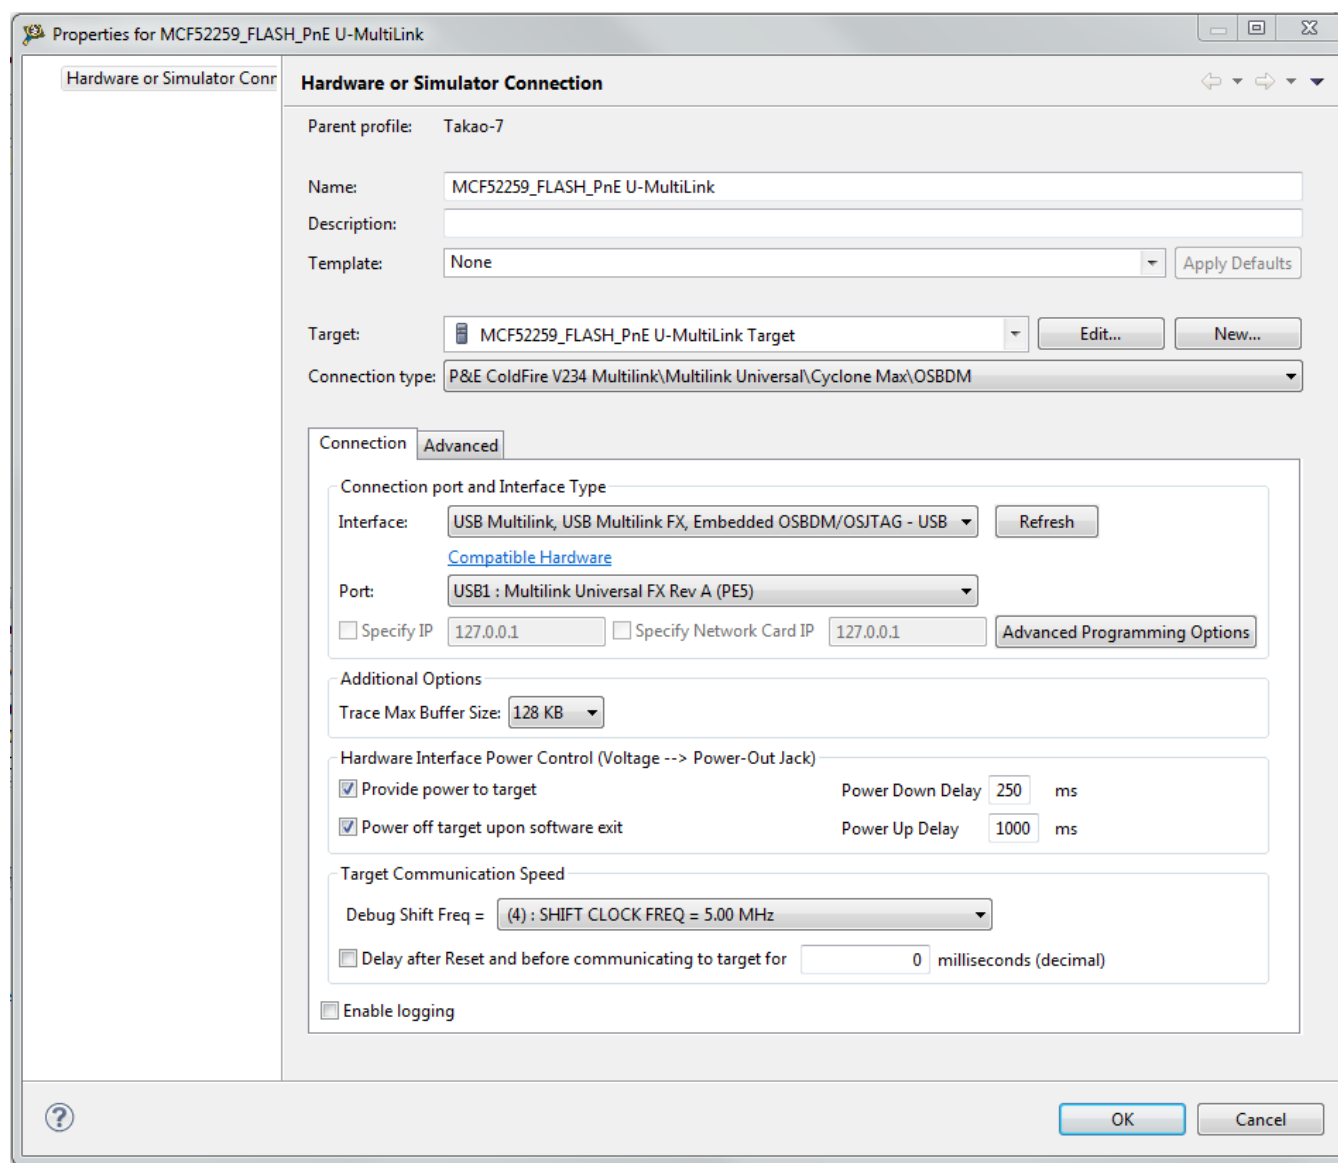 Properties for MCF52259_FLASH_PnE U-MultiLink
Hardware or Simulator Conn
Hardware or Simulator Connection
Parent profile: Takao-7
Name: MCF52259_FLASH_PnE U-MultiLink
Description:
Template: None Apply Defaults
Target: MCF52259_FLASH_PnE U-MultiLink Target Edit... New...
Connection type: P&E ColdFire V234 Multilink\Multilink Universal\Cyclone Max\OSBDM
Connection Advanced
Connection port and Interface Type
Interface: USB Multilink, USB Multilink FX, Embedded OSBDM/OSJTAG - USB Refresh
Compatible Hardware
Port: USB1 : Multilink Universal FX Rev A (PE5)
Specify IP 127.0.0.1 Specify Network Card IP 127.0.0.1 Advanced Programming Options
Additional Options
Trace Max Buffer Size: 128 KB
Hardware Interface Power Control (Voltage --> Power-Out Jack)
Provide power to target Power Down Delay 250 ms
Power off target upon software exit Power Up Delay 1000 ms
Target Communication Speed
Debug Shift Freq = (4) : SHIFT CLOCK FREQ = 5.00 MHz
Delay after Reset and before communicating to target for 0 milliseconds (decimal)
Enable logging
? OK Cancel